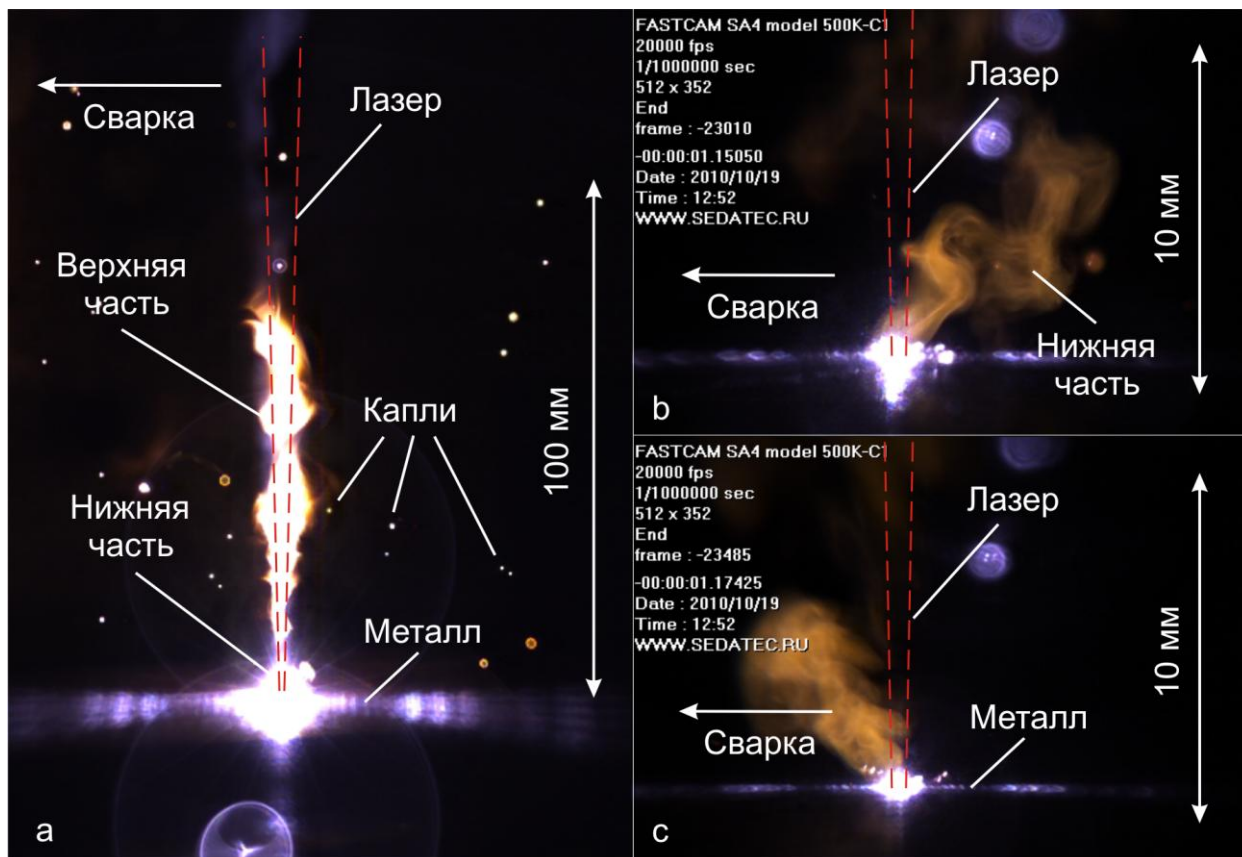 Сварка
Лазер
Верхняя
часть
Капли
100 мм
Нижняя
часть
Металл
a
FASTCAM SA4 model 500K-C1
20000 fps
1/1000000 sec
512 x 352
End
frame : -23010
-00:00:01.15050
Date : 2010/10/19
Time : 12:52
WWW.SEDATEC.RU
Лазер
10 мм
Сварка
Нижняя
часть
b
FASTCAM SA4 model 500K-C1
20000 fps
1/1000000 sec
512 x 352
End
frame : -23485
-00:00:01.17425
Date : 2010/10/19
Time : 12:52
WWW.SEDATEC.RU
Лазер
10 мм
Сварка
Металл
c